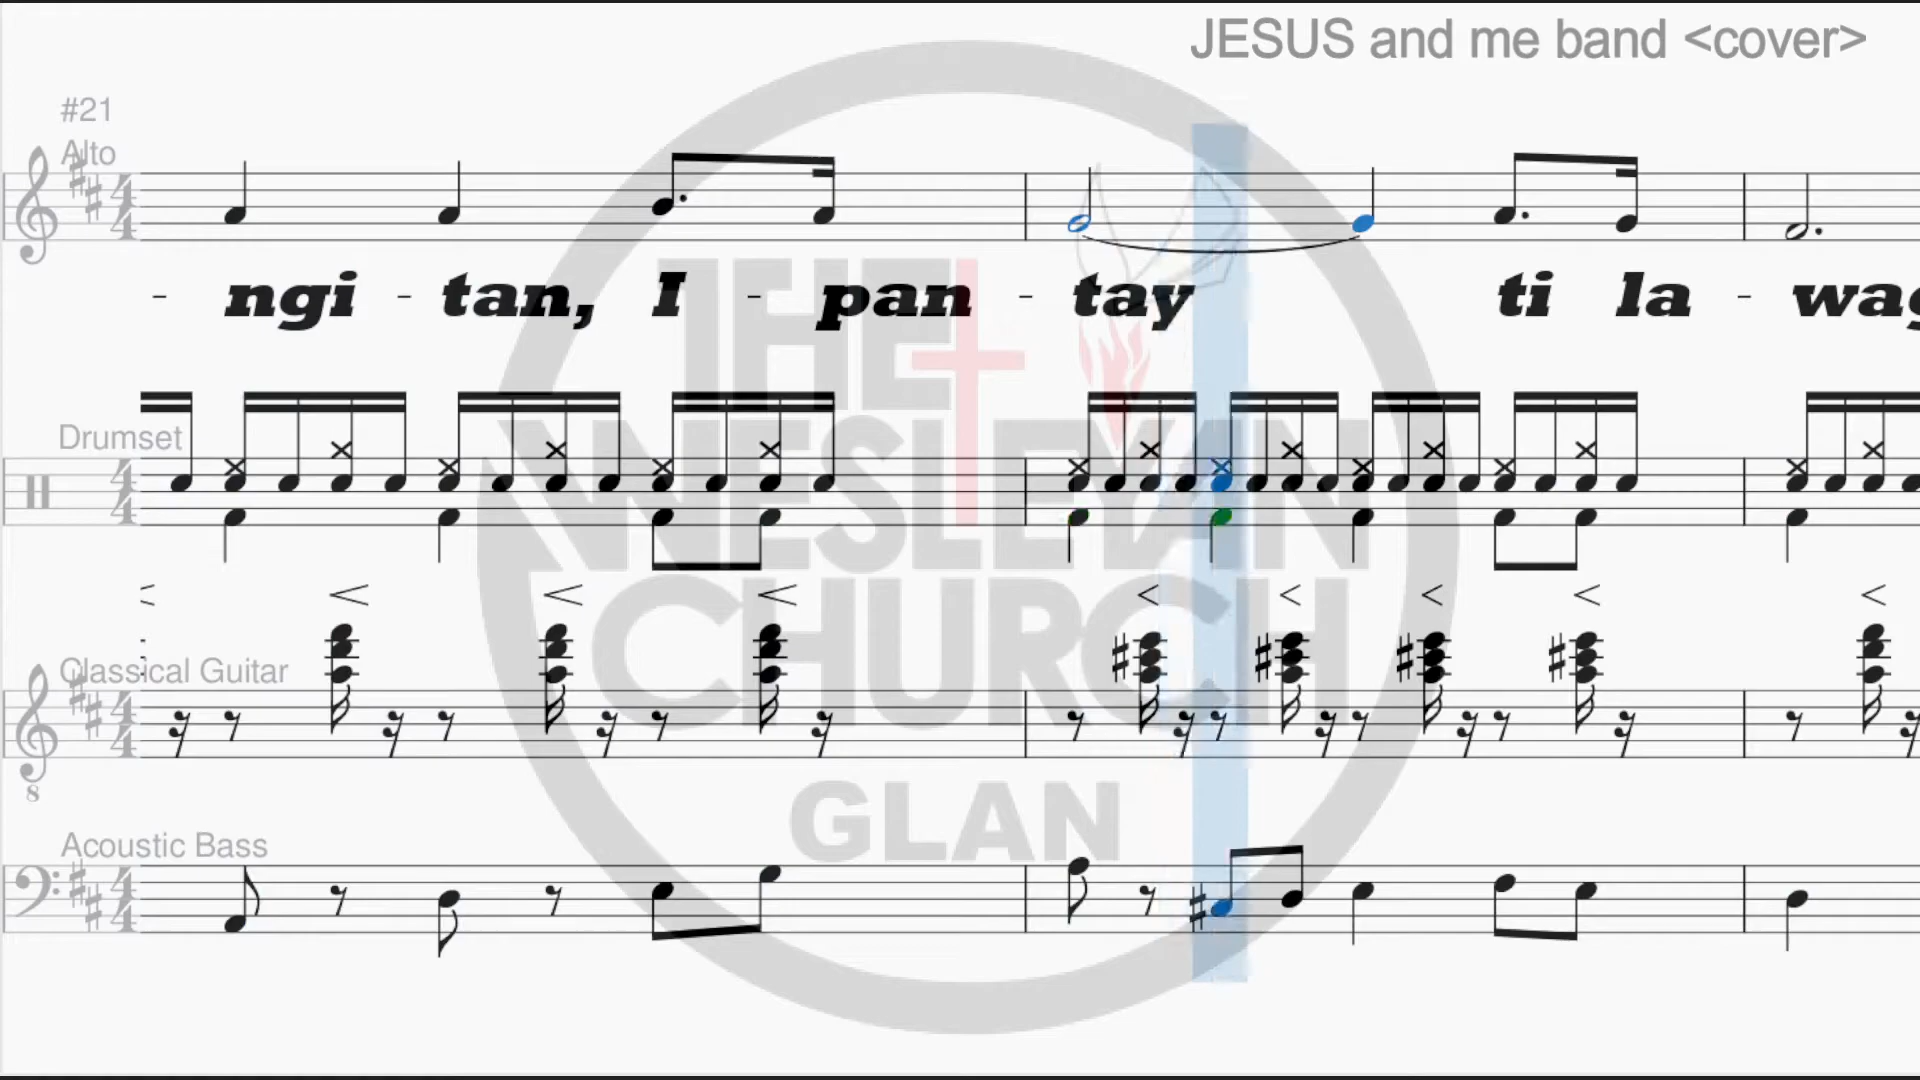 JESUS and me band <cover>
#21
Alto
- ngi - tan, I - pan - tay ti la - wag
Drumset
Classical Guitar
Acoustic Bass
THE
WESLEYAN
CHURCH
GLAN